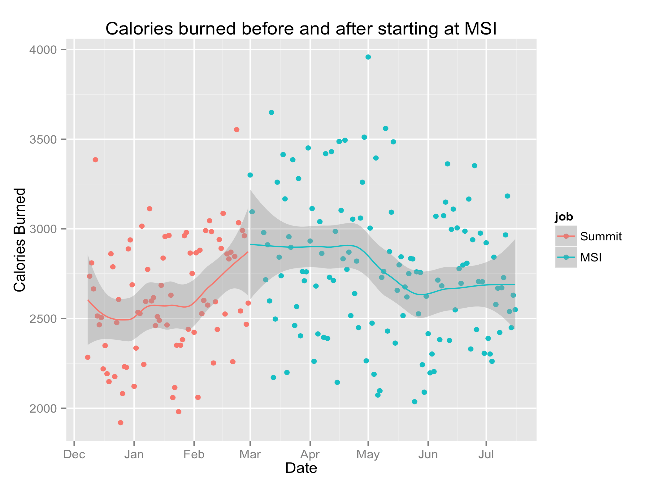 Calories burned before and after starting at MSI
4000
3500
3000
2500
2000
Calories Burned
Dec Jan Feb Mar Apr May Jun Jul
Date
job
Summit
MSI